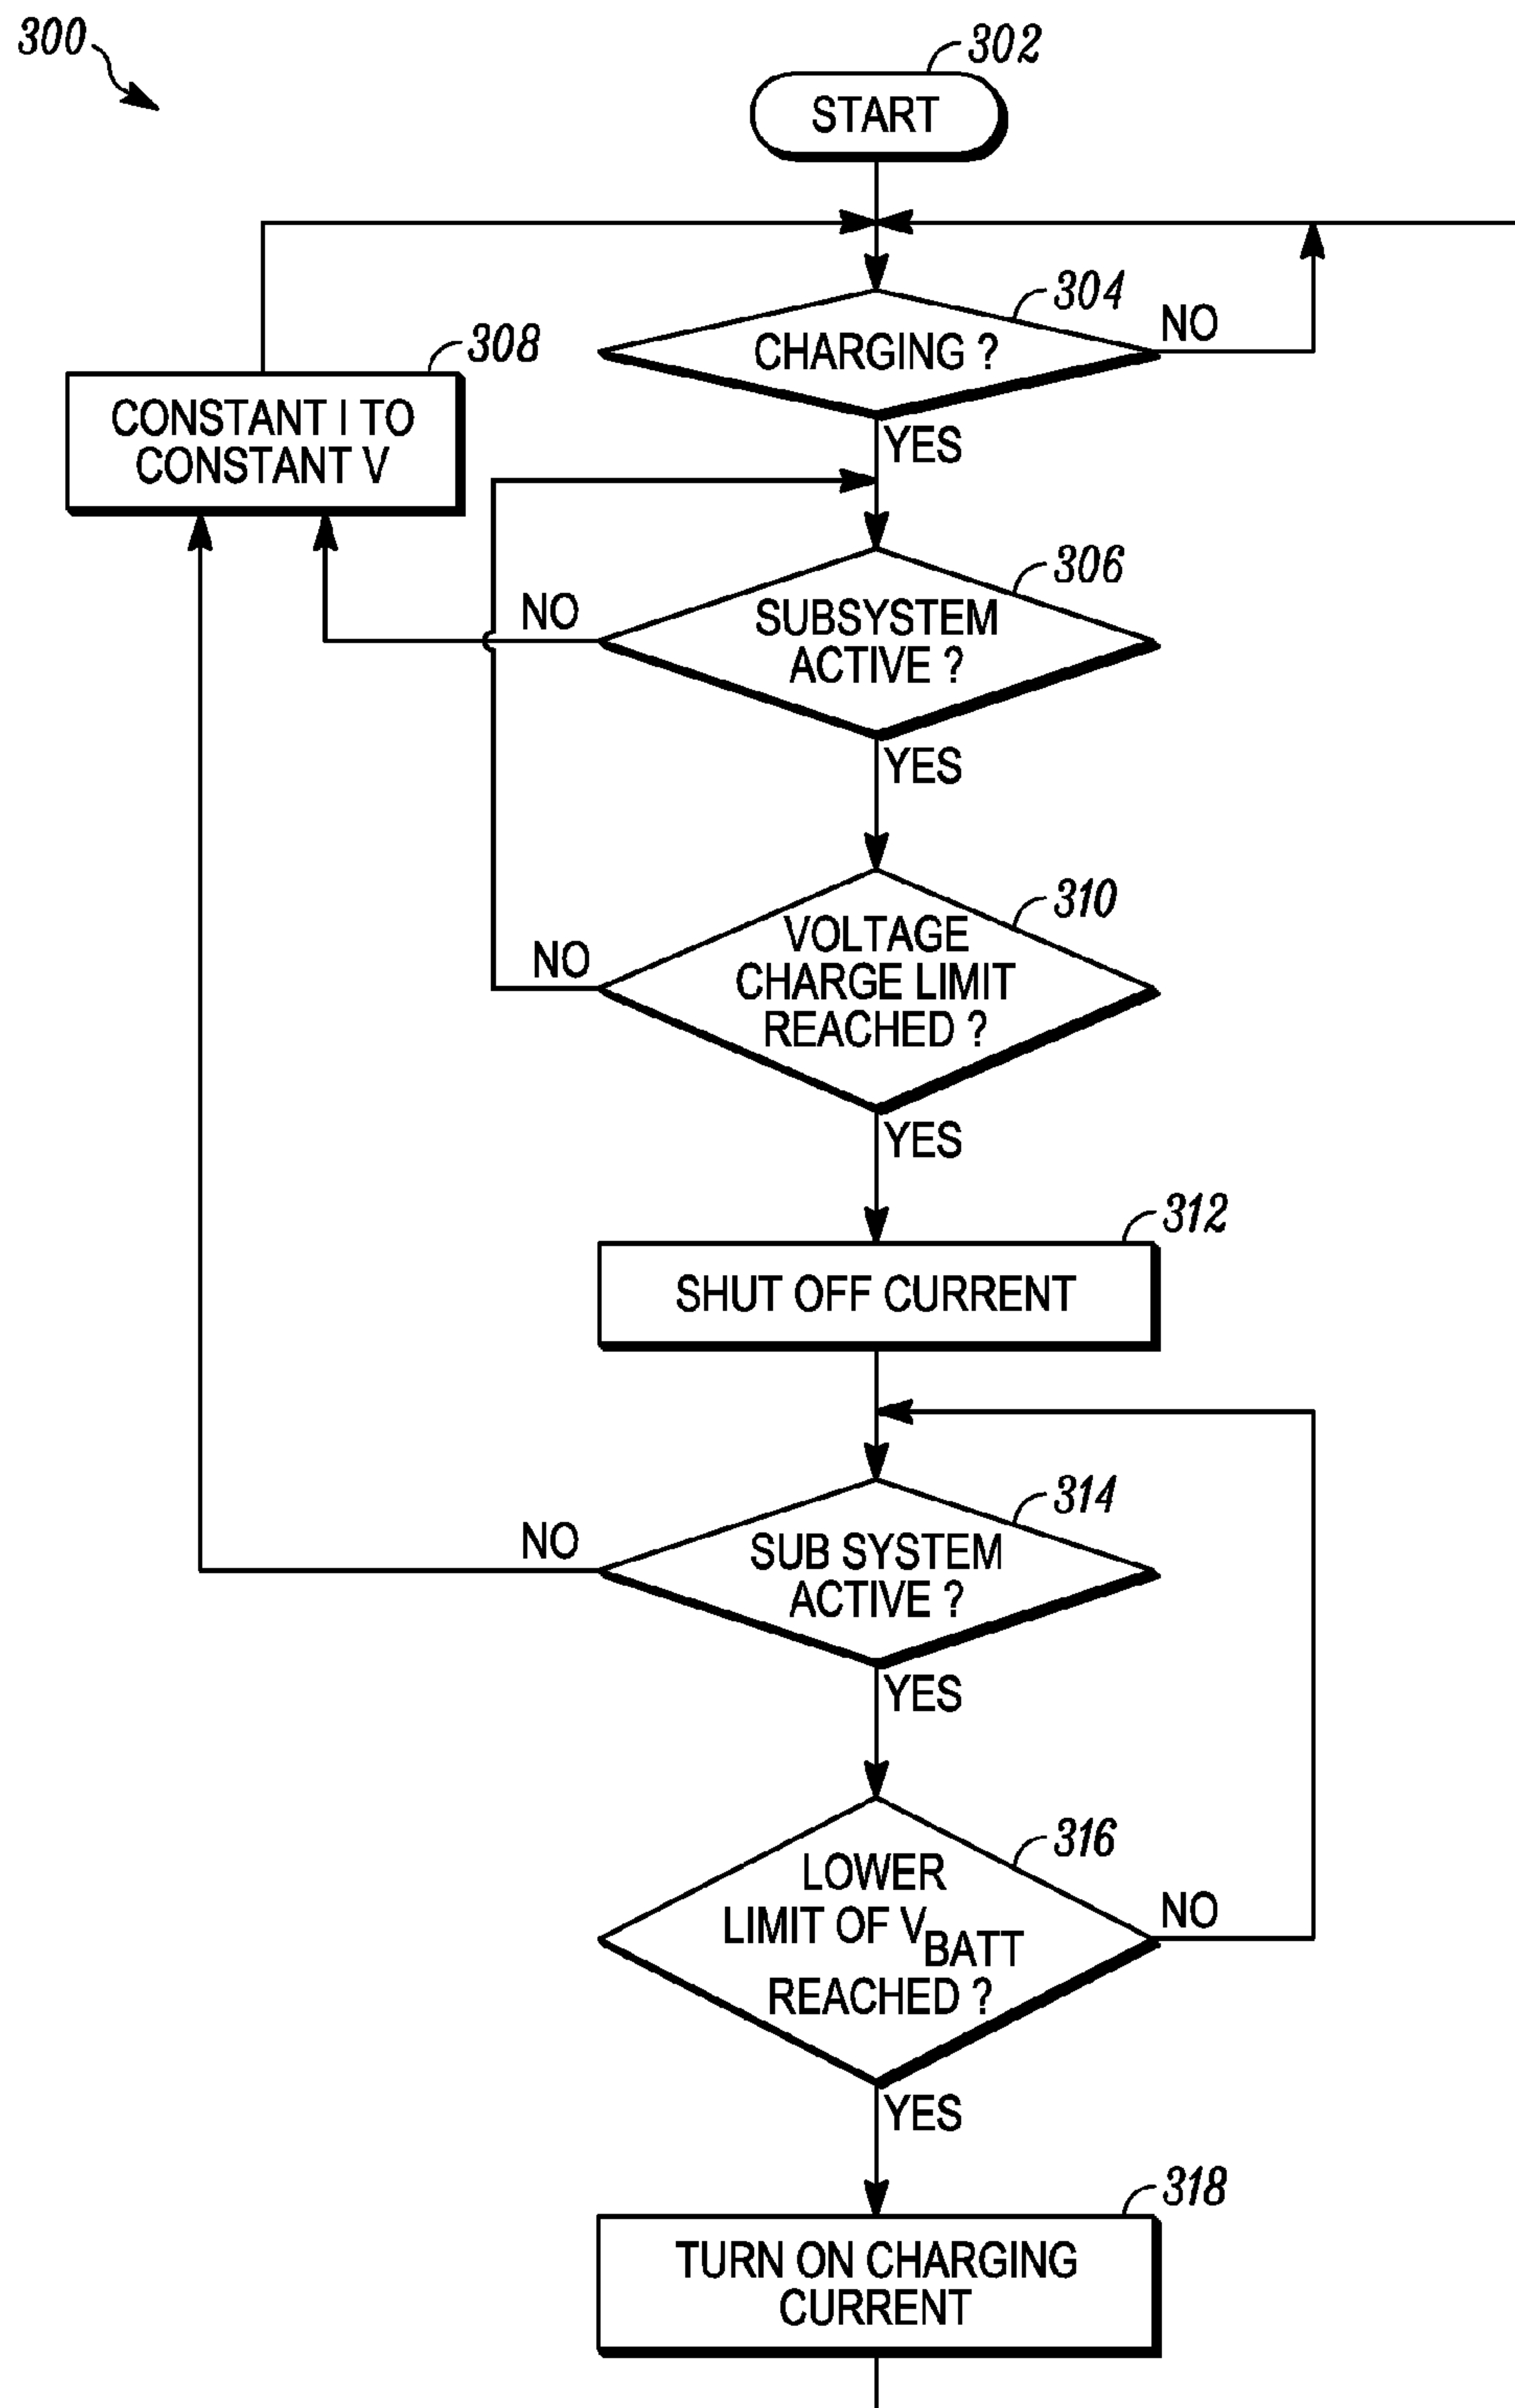 300
302
START
304
CHARGING ?
NO
YES
308
CONSTANT I TO
CONSTANT V
306
SUBSYSTEM
ACTIVE ?
NO
YES
310
VOLTAGE
CHARGE LIMIT
REACHED ?
NO
YES
312
SHUT OFF CURRENT
314
SUB SYSTEM
ACTIVE ?
NO
YES
316
LOWER
LIMIT OF VBATT
REACHED ?
NO
YES
318
TURN ON CHARGING
CURRENT